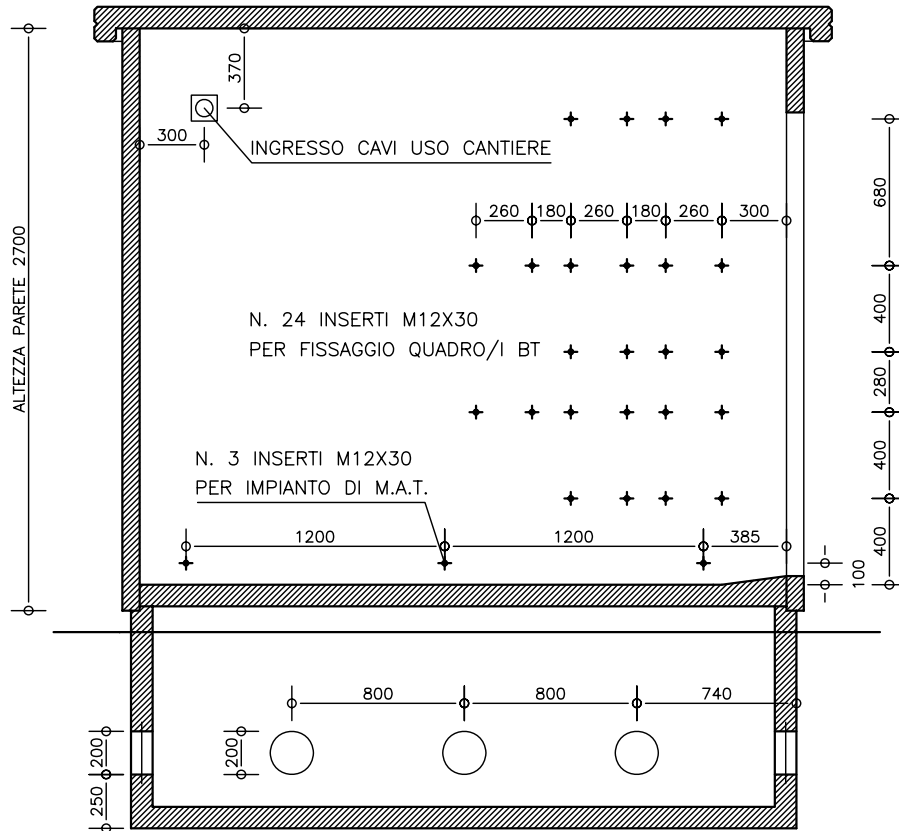 370
300
INGRESSO CAVI USO CANTIERE
260 180 260 180 260 300
680
ALTEZZA PARETE 2700
400
N. 24 INSERTI M12X30
PER FISSAGGIO QUADRO/I BT
280
400
N. 3 INSERTI M12X30
PER IMPIANTO DI M.A.T.
1200 1200 385
400
100
800 800 740
200 200
250